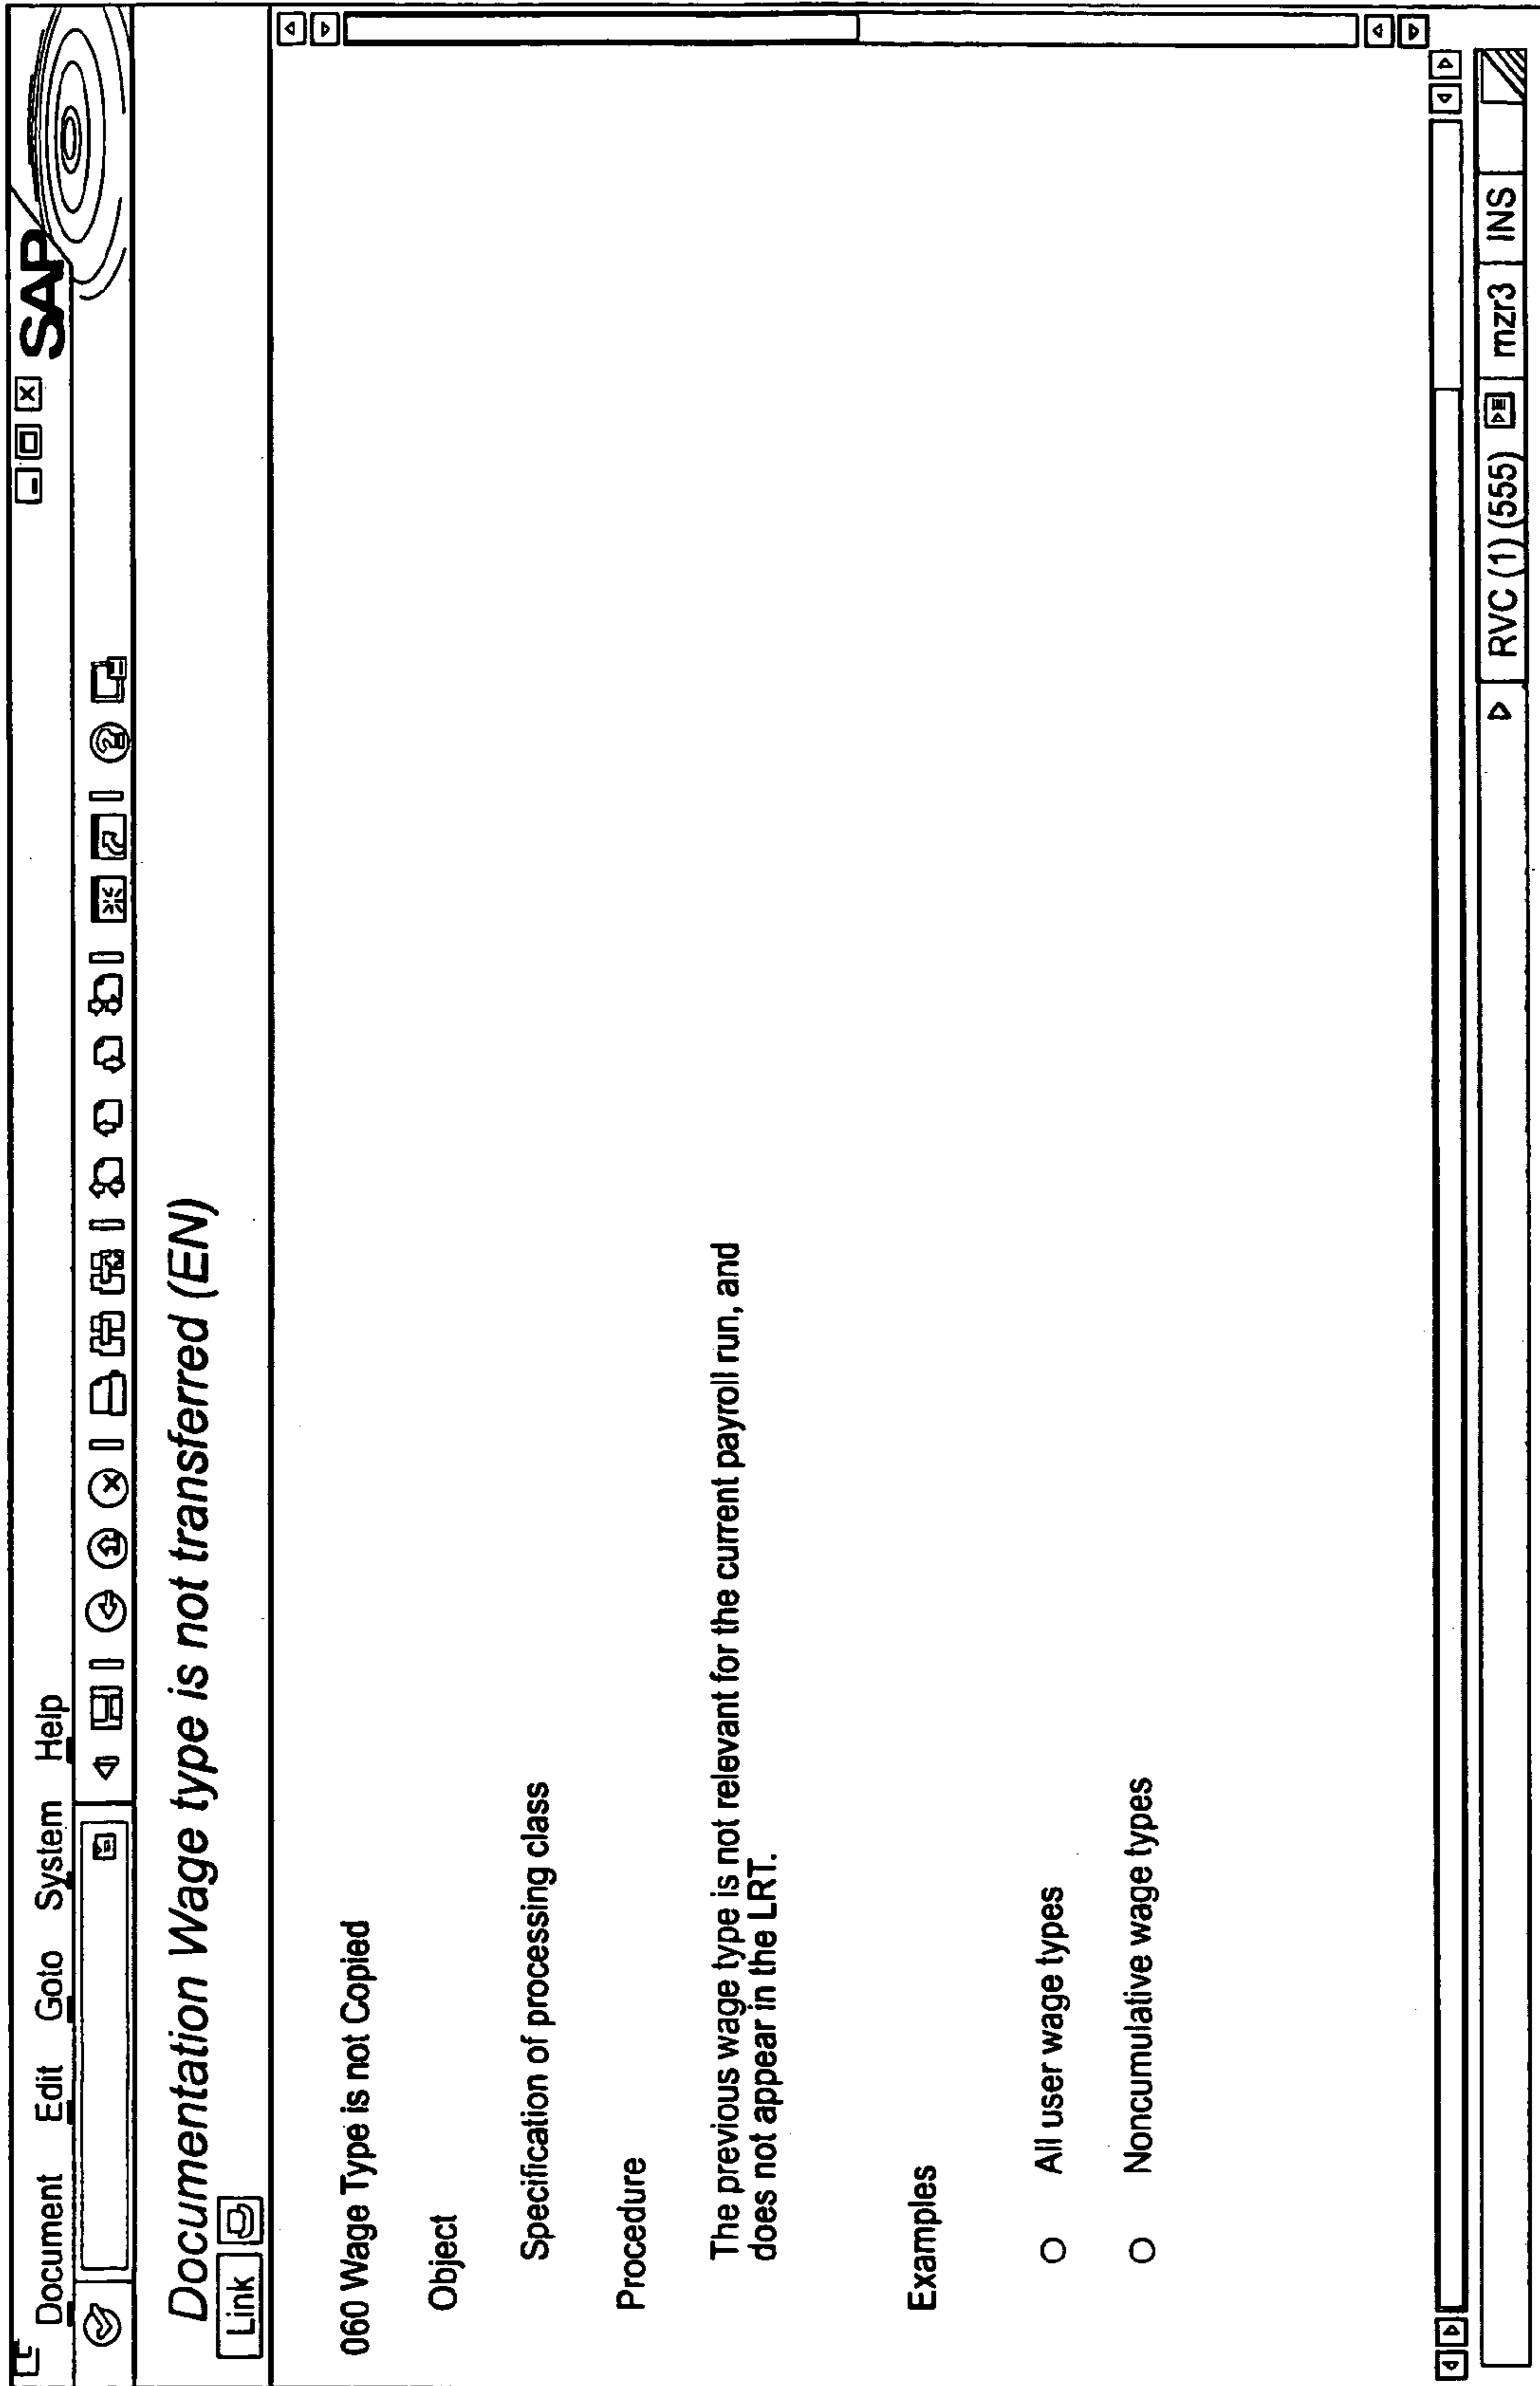 Document Edit Goto System Help
SAP
Documentation Wage type is not transferred (EN)
Link
060 Wage Type is not Copied
Object
Specification of processing class
Procedure
The previous wage type is not relevant for the current payroll run, and
does not appear in the LRT.
Examples
All user wage types
Noncumulative wage types
RVC (1) (555) mzr3 INS